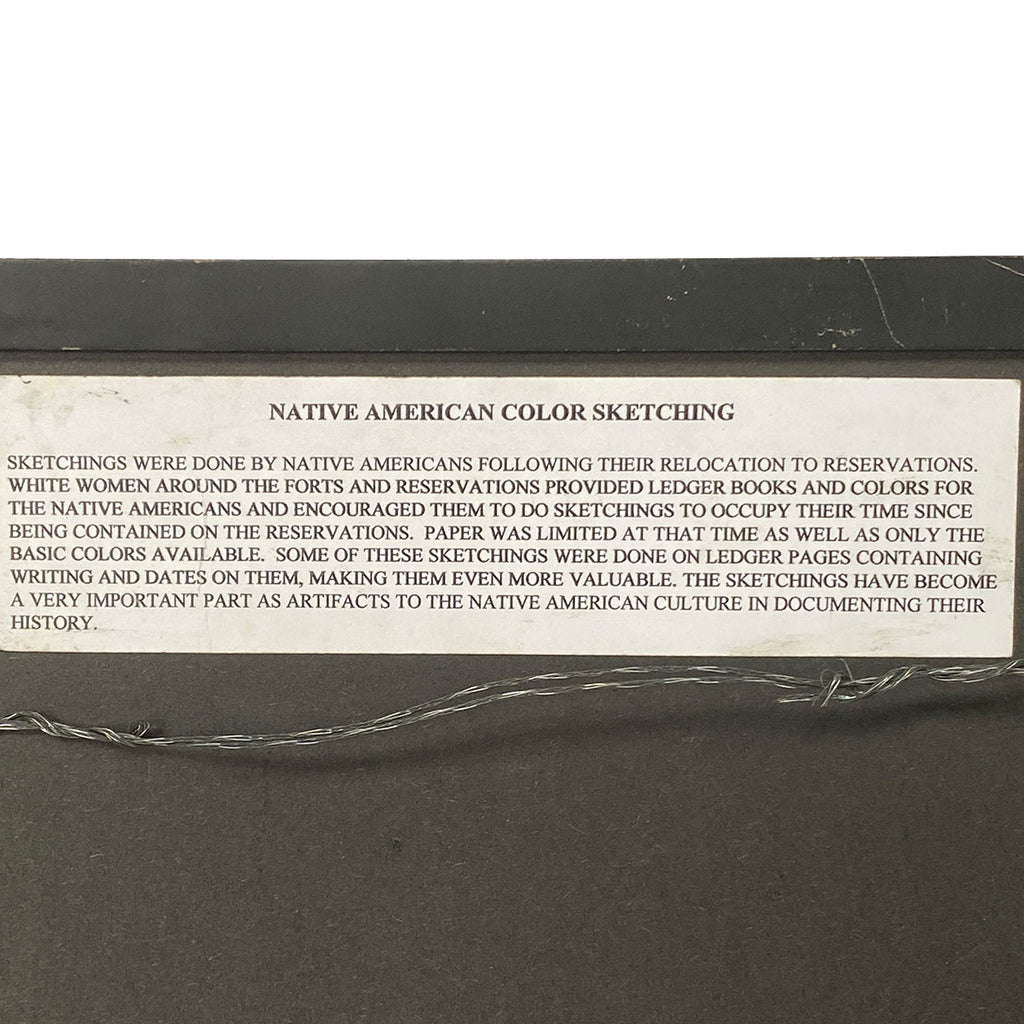 NATIVE AMERICAN COLOR SKETCHING
SKETCHINGS WERE DONE BY NATIVE AMERICANS FOLLOWING THEIR RELOCATION TO RESERVATIONS.
WHITE WOMEN AROUND THE FORTS AND RESERVATIONS PROVIDED LEDGER BOOKS AND COLORS FOR
THE NATIVE AMERICANS AND ENCOURAGED THEM TO DO SKETCHINGS TO OCCUPY THEIR TIME SINCE
BEING CONTAINED ON THE RESERVATIONS. PAPER WAS LIMITED AT THAT TIME AS WELL AS ONLY THE
BASIC COLORS AVAILABLE. SOME OF THESE SKETCHINGS WERE DONE ON LEDGER PAGES CONTAINING
WRITING AND DATES ON THEM, MAKING THEM EVEN MORE VALUABLE. THE SKETCHINGS HAVE BECOME
A VERY IMPORTANT PART AS ARTIFACTS TO THE NATIVE AMERICAN CULTURE IN DOCUMENTING THEIR
HISTORY.